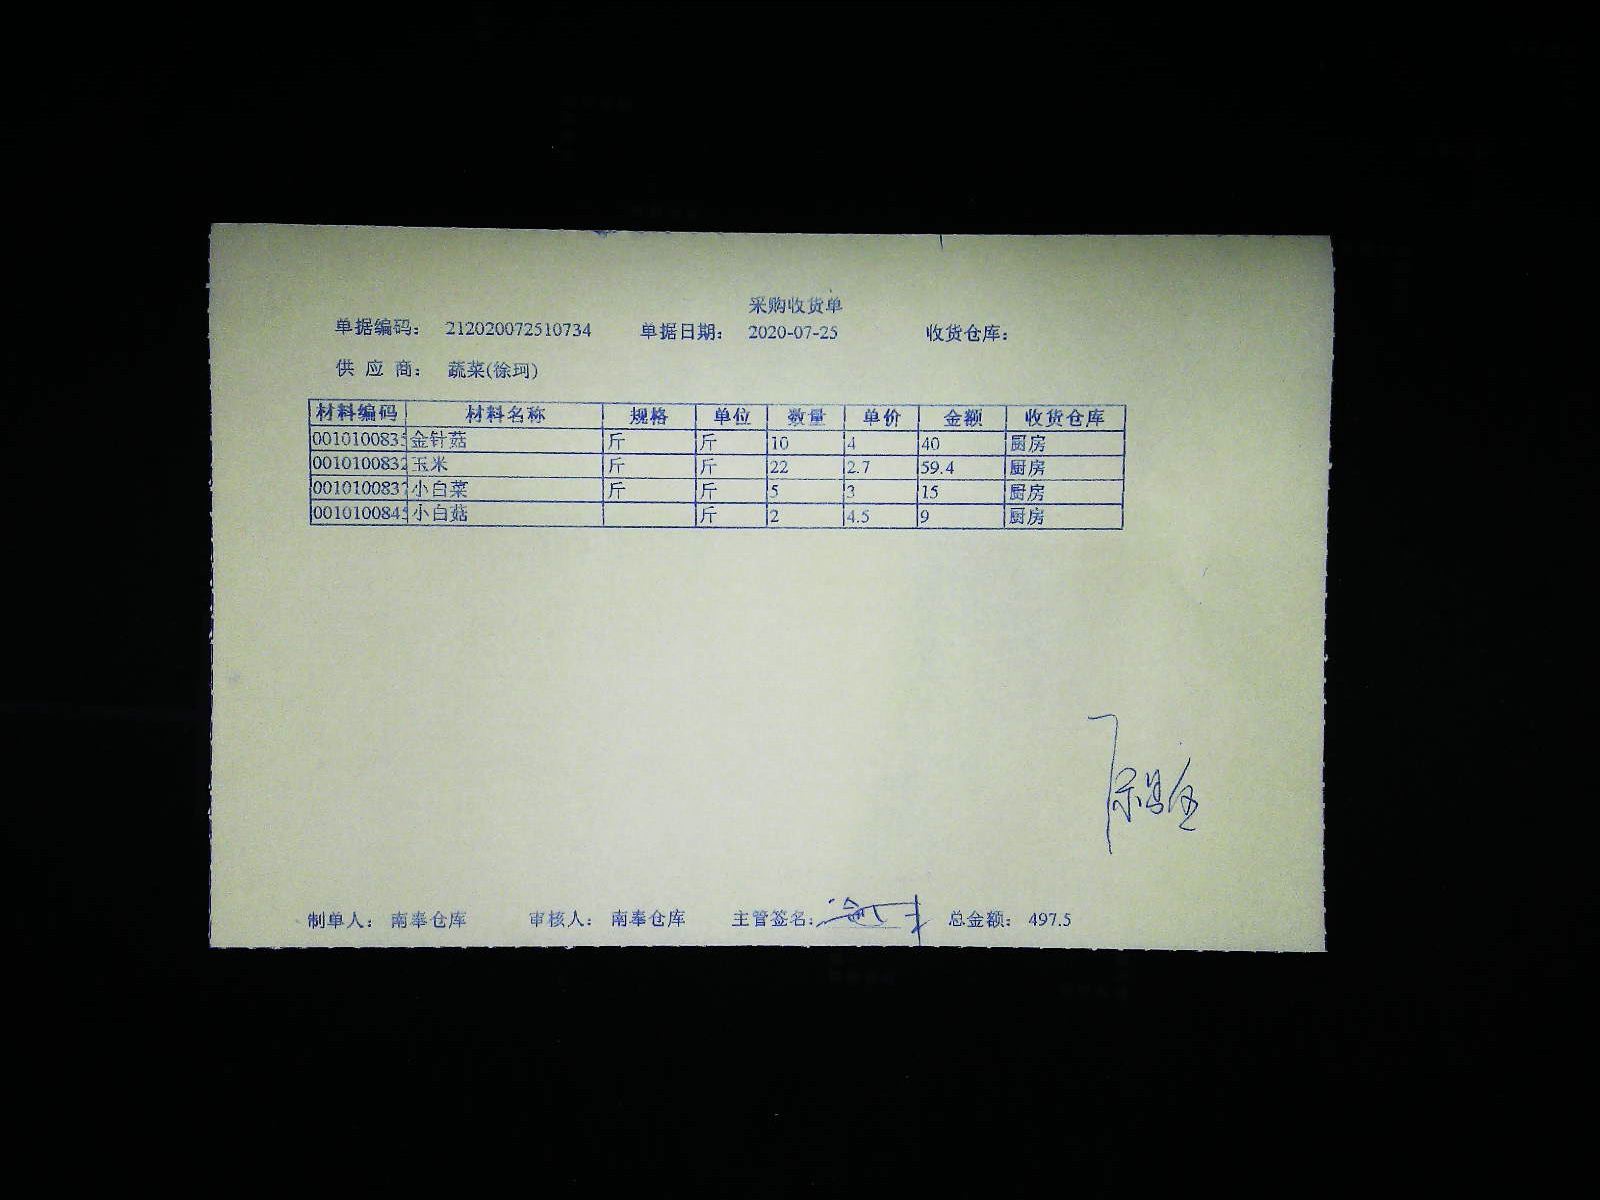 采购收货单
单据编码： 212020072510734 单据日期： 2020-07-25 收货仓库：
供 应 商： 蔬菜(徐珂)
材料编码 材料名称 规格 单位 数量 单价 金额 收货仓库
0010100835 金针菇 斤 斤 10 4 40 厨房
0010100832 玉米 斤 斤 22 2.7 59.4 厨房
0010100837 小白菜 斤 斤 5 3 15 厨房
0010100845 小白菇 斤 2 4.5 9 厨房
制单人： 南奉仓库 审核人： 南奉仓库 主管签名： 总金额： 497.5